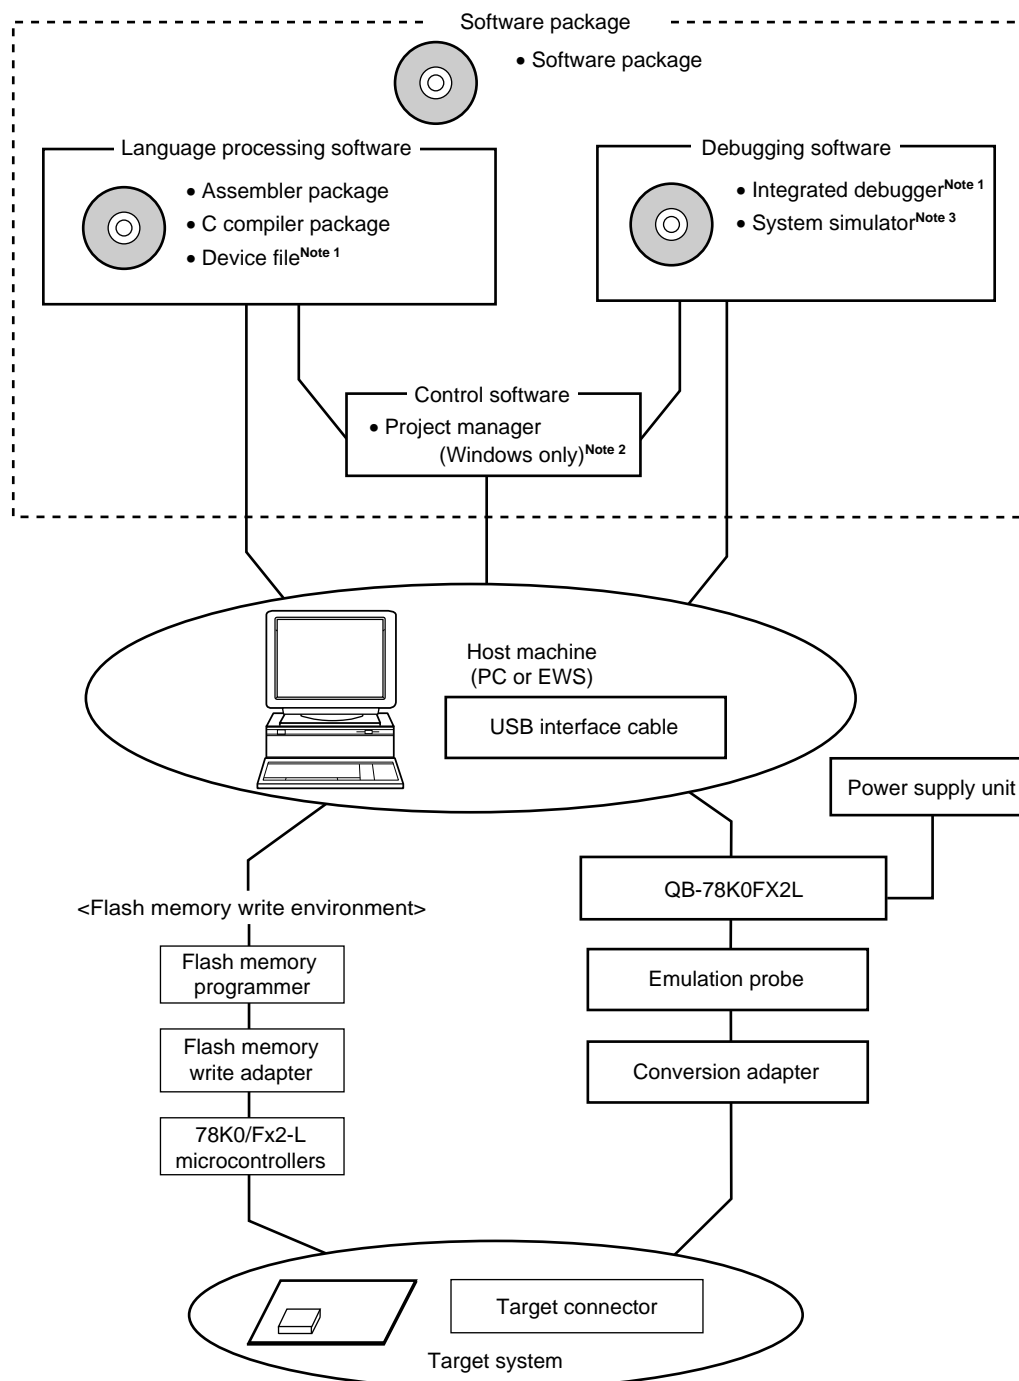 Software package
• Software package
Language processing software
• Assembler package
• C compiler package
• Device fileNote 1
Debugging software
• Integrated debuggerNote 1
• System simulatorNote 3
Control software
• Project manager
(Windows only)Note 2
Host machine
(PC or EWS)
USB interface cable
Power supply unit
QB-78K0FX2L
<Flash memory write environment>
Flash memory
programmer
Emulation probe
Flash memory
write adapter
Conversion adapter
78K0/Fx2-L
microcontrollers
Target connector
Target system